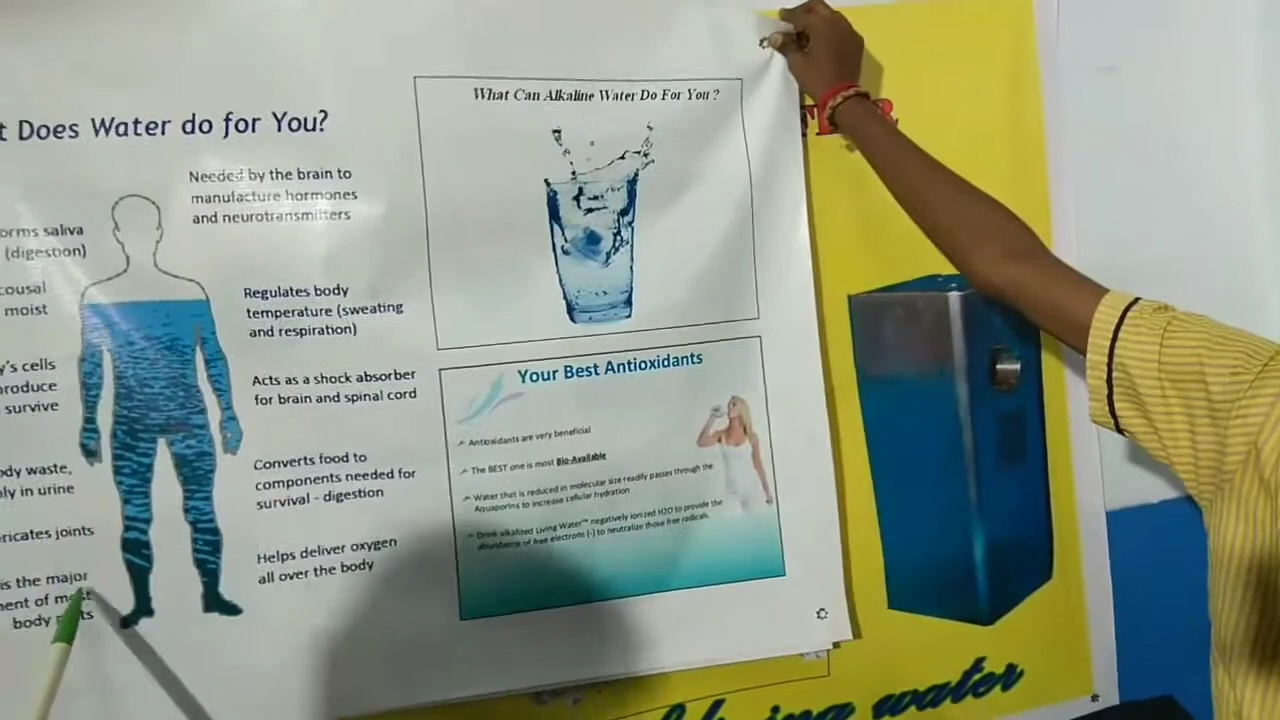 t Does Water do for You?
Needed by the brain to
manufacture hormones
and neurotransmitters
orms saliva
(digestion)
cousal
moist
Regulates body
temperature (sweating
and respiration)
y's cells
produce
survive
Acts as a shock absorber
for brain and spinal cord
ody waste,
ly in urine
Converts food to
components needed for
survival - digestion
ricates joints
is the major
ent of most
body
Helps deliver oxygen
all over the body
What Can Alkaline Water Do For You ?
Your Best Antioxidants
Antioxidants are very beneficial
The BEST one is most Bio-Available
Water that is reduced in molecular size readily passes through the
Aquaporins to increase cellular hydration
Drink alkalized Living Water™ negatively ionized H2O to provide the
abundance of free electrons (-) to neutralize those free radicals.
water